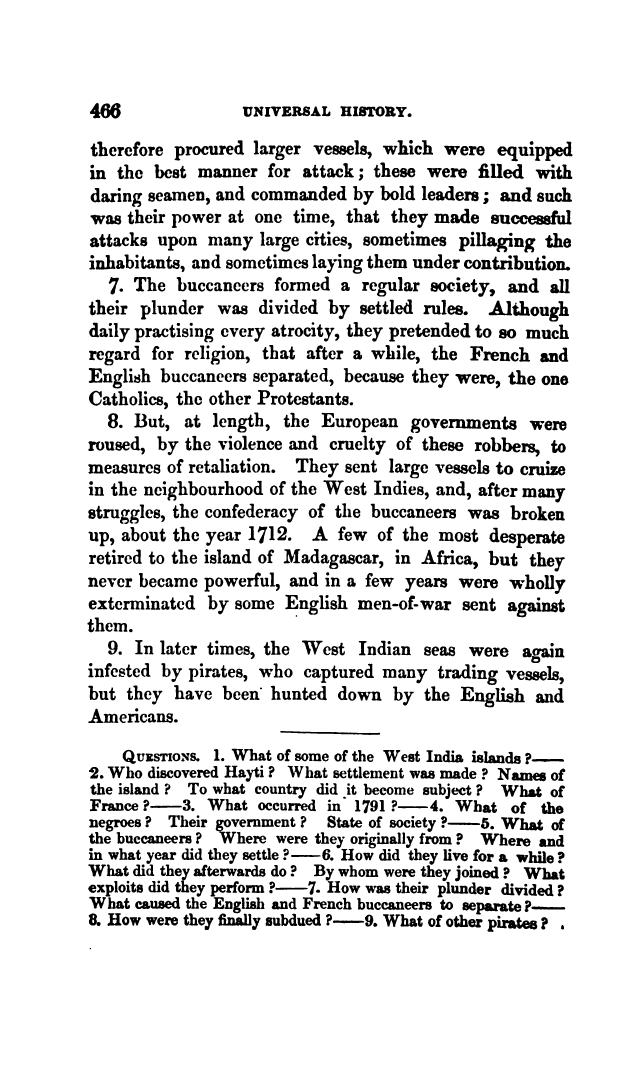 466 UNIVERSAL HISTORY.
therefore procured larger vessels, which were equipped
in the best manner for attack; these were filled with
daring seamen, and commanded by bold leaders; and such
was their power at one time, that they made successful
attacks upon many large cities, sometimes pillaging the
inhabitants, and sometimes laying them under contribution.
7. The buccaneers formed a regular society, and all
their plunder was divided by settled rules. Although
daily practising every atrocity, they pretended to so much
regard for religion, that after a while, the French and
English buccaneers separated, because they were, the one
Catholics, the other Protestants.
8. But, at length, the European governments were
roused, by the violence and cruelty of these robbers, to
measures of retaliation. They sent large vessels to cruize
in the neighbourhood of the West Indies, and, after many
struggles, the confederacy of the buccaneers was broken
up, about the year 1712. A few of the most desperate
retired to the island of Madagascar, in Africa, but they
never became powerful, and in a few years were wholly
exterminated by some English men-of-war sent against
them.
9. In later times, the West Indian seas were again
infested by pirates, who captured many trading vessels,
but they have been hunted down by the English and
Americans.
QUESTIONS. 1. What of some of the West India islands?——
2. Who discovered Hayti? What settlement was made? Names of
the island? To what country did it become subject? What of
France?——3. What occurred in 1791?——4. What of the
negroes? Their government? State of society?——5. What of
the buccaneers? Where were they originally from? Where and
in what year did they settle?——6. How did they live for a while?
What did they afterwards do? By whom were they joined? What
exploits did they perform?——7. How was their plunder divided?
What caused the English and French buccaneers to separate?——
8. How were they finally subdued?——9. What of other pirates?